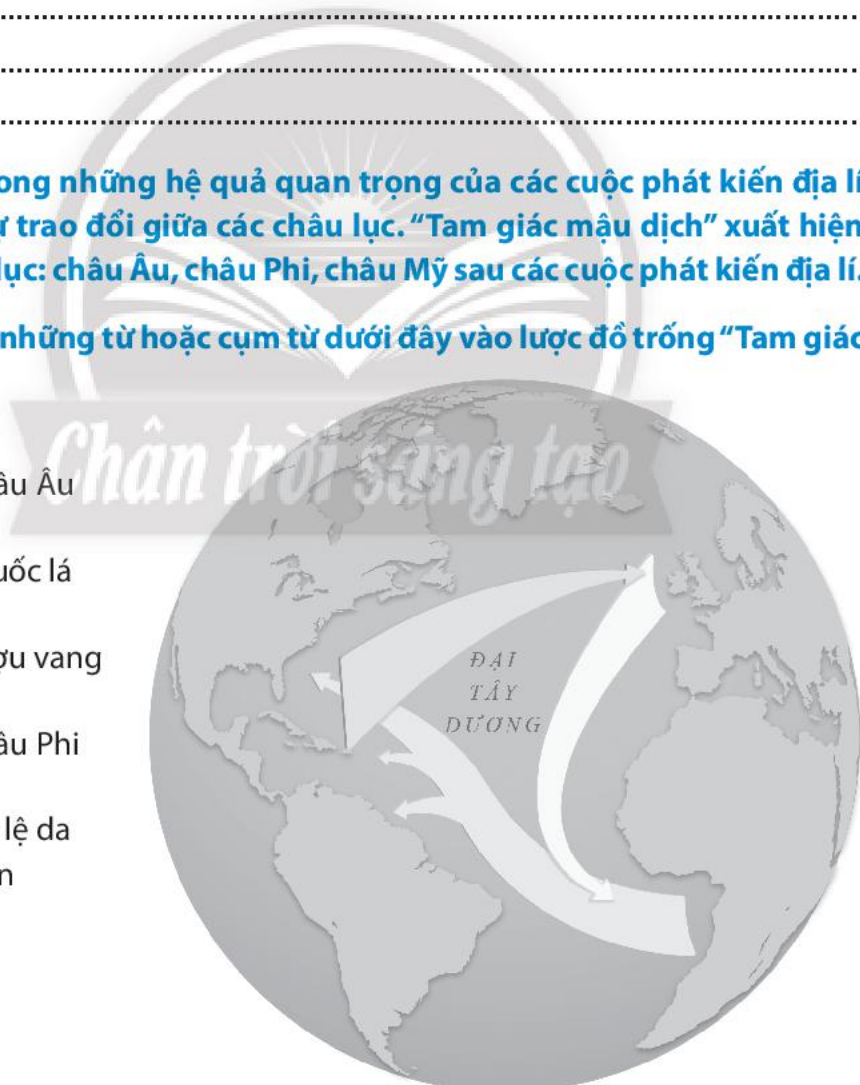 ong những hệ quả quan trọng của các cuộc phát kiến địa lí
ự trao đổi giữa các châu lục. “Tam giác mậu dịch” xuất hiện
lục: châu Âu, châu Phi, châu Mỹ sau các cuộc phát kiến địa lí.
những từ hoặc cụm từ dưới đây vào lược đồ trống “Tam giác
Chân trời sáng tạo
âu Âu
uốc lá
ợu vang
âu Phi
lệ da
n
ĐẠI
TÂY
DƯƠNG